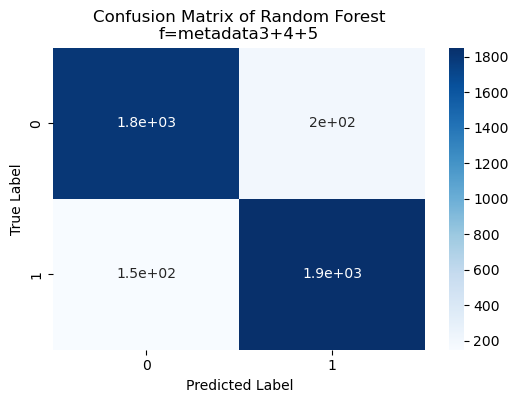 Confusion Matrix of Random Forest
f=metadata3+4+5
True Label
0
1
1.8e+03
2e+02
1.5e+02
1.9e+03
0
1
Predicted Label
1800
1600
1400
1200
1000
800
600
400
200